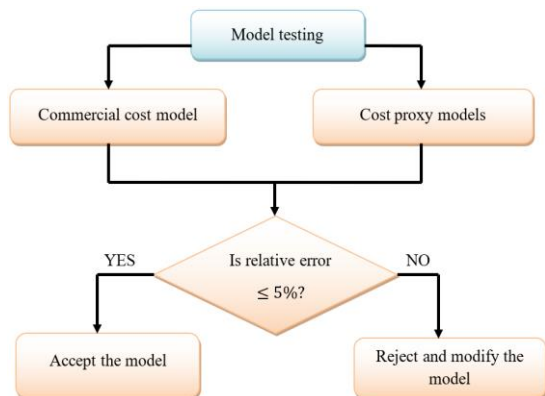 Model testing
Commercial cost model
Cost proxy models
YES
Is relative error
≤ 5%?
NO
Accept the model
Reject and modify the
model